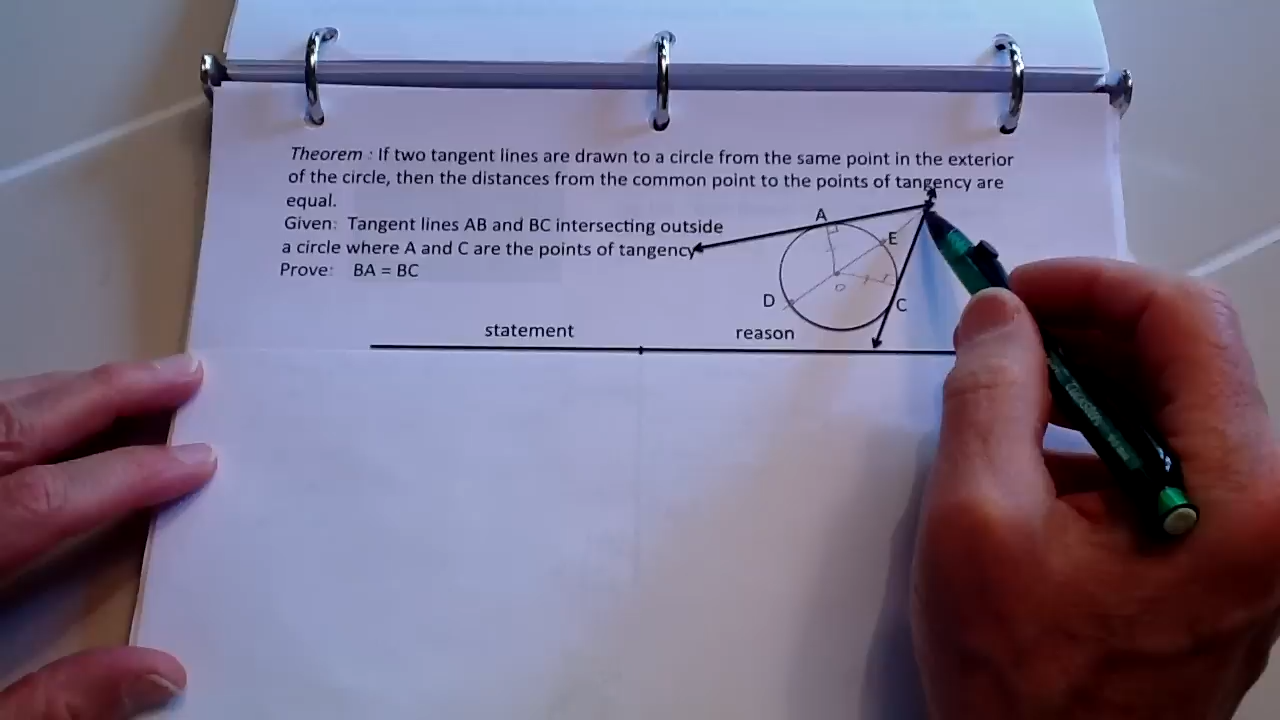 Theorem : If two tangent lines are drawn to a circle from the same point in the exterior
of the circle, then the distances from the common point to the points of tangency are
equal.
Given: Tangent lines AB and BC intersecting outside
a circle where A and C are the points of tangency
Prove: BA = BC
A
E
O
D
C
statement reason